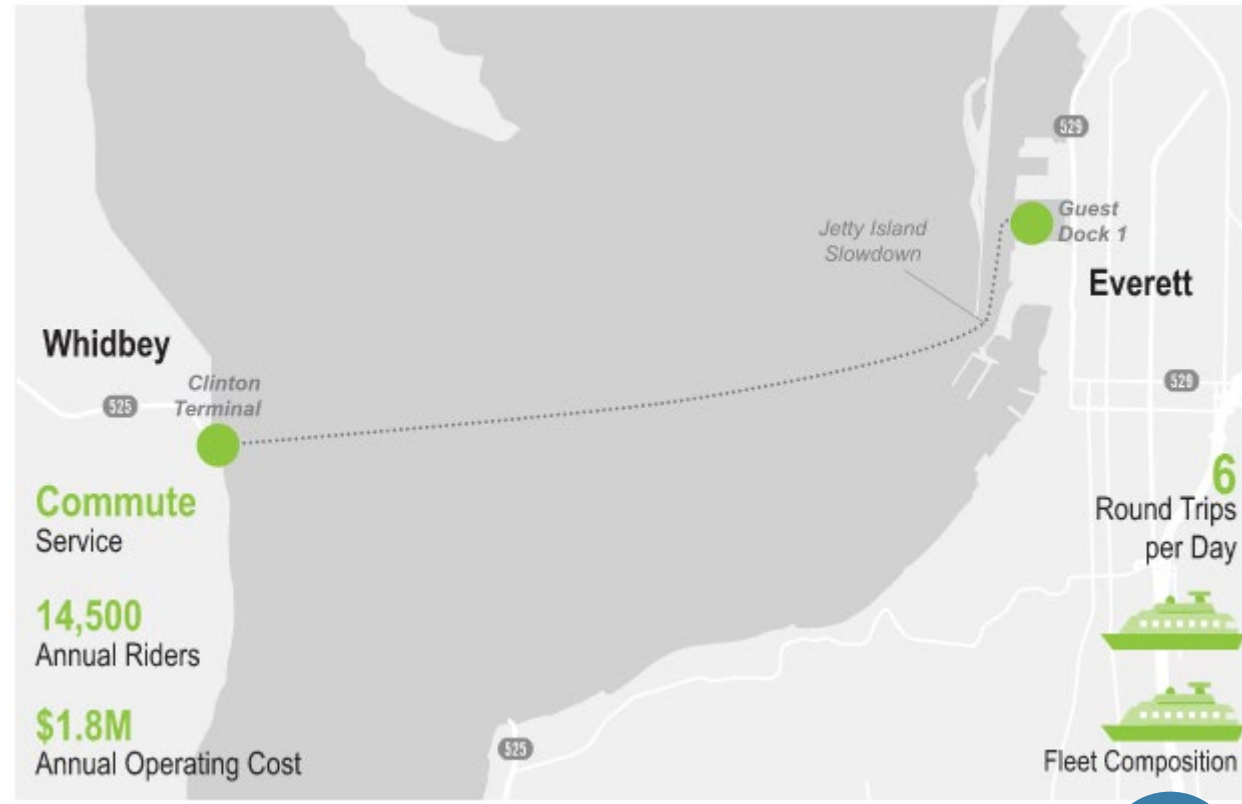 529
Guest
Dock 1
Jetty Island
Slowdown
Everett
Whidbey
Clinton
Terminal
525
529
Commute
Service
14,500
Annual Riders
$1.8M
Annual Operating Cost
525
6
Round Trips
per Day
Fleet Composition